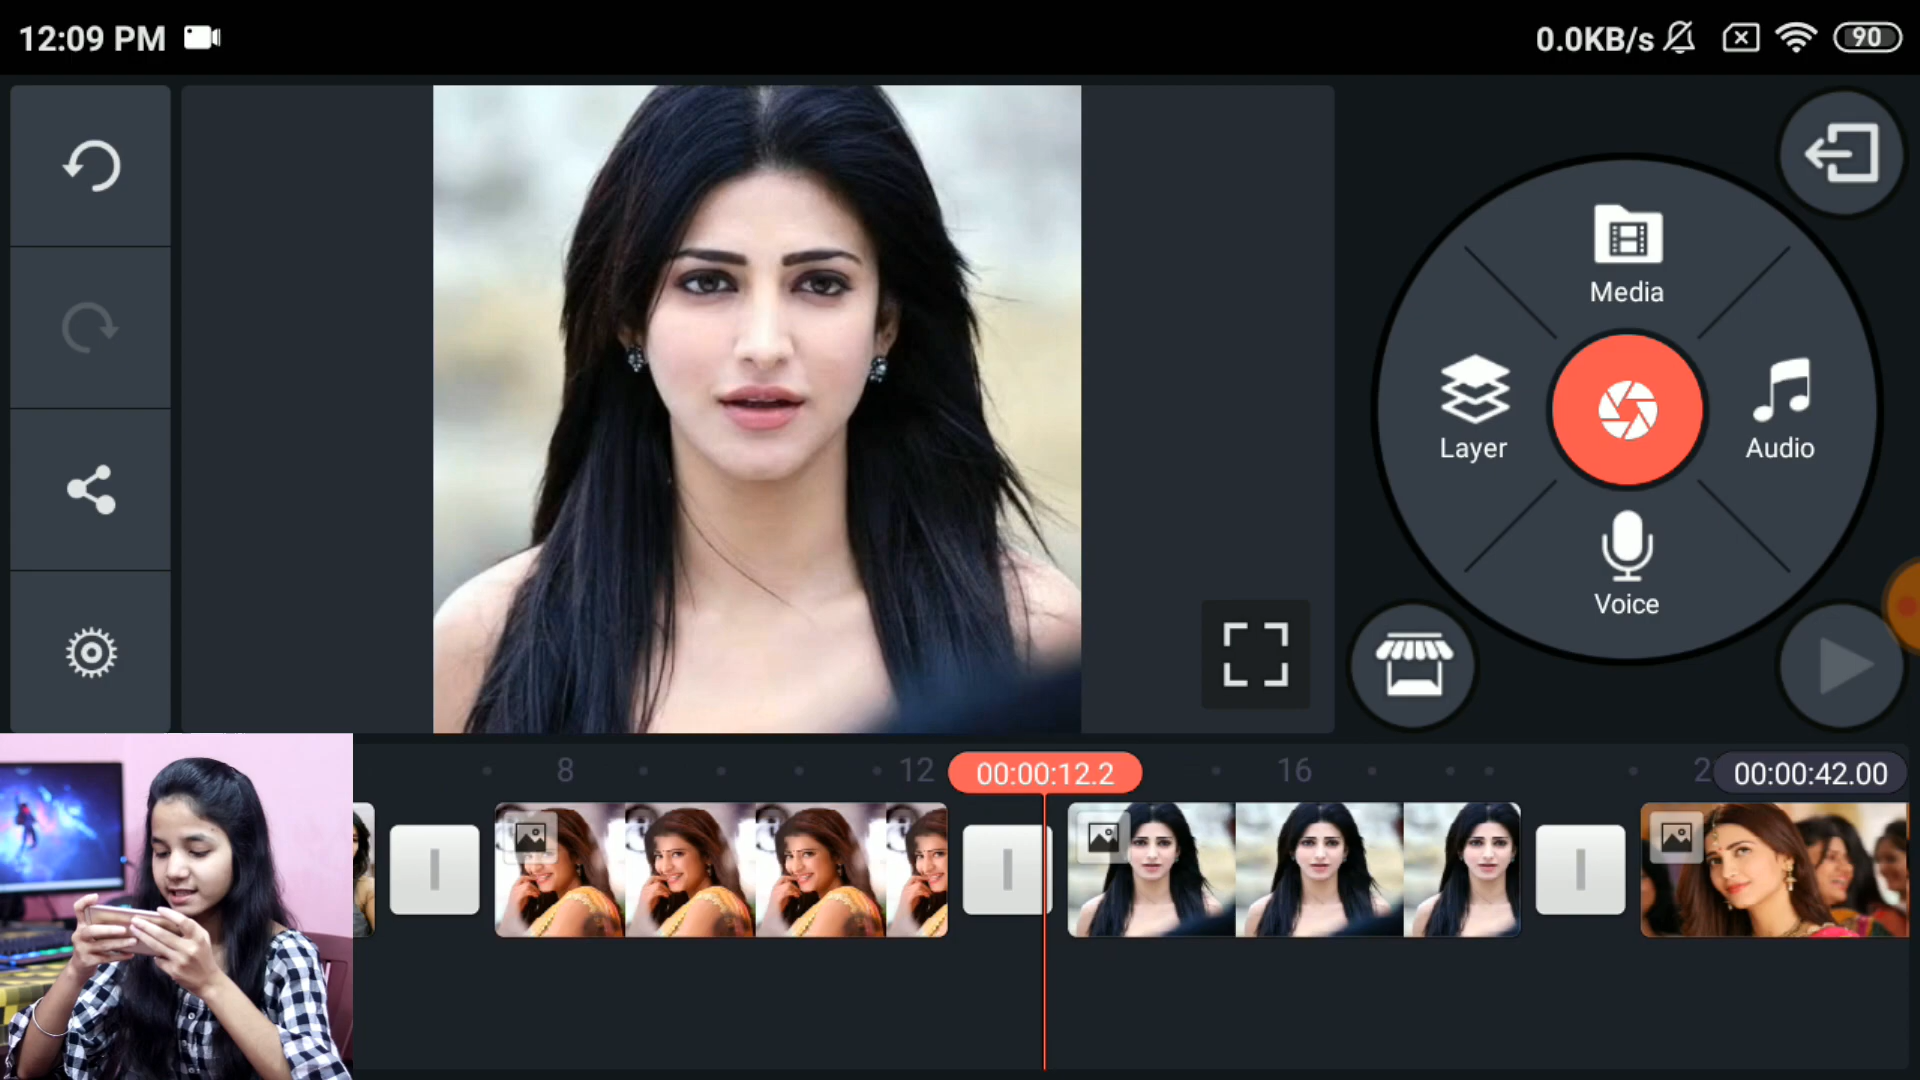 12:09 PM
0.0KB/s
90
Media
Layer
Audio
Voice
8
12
00:00:12.2
16
00:00:42.00